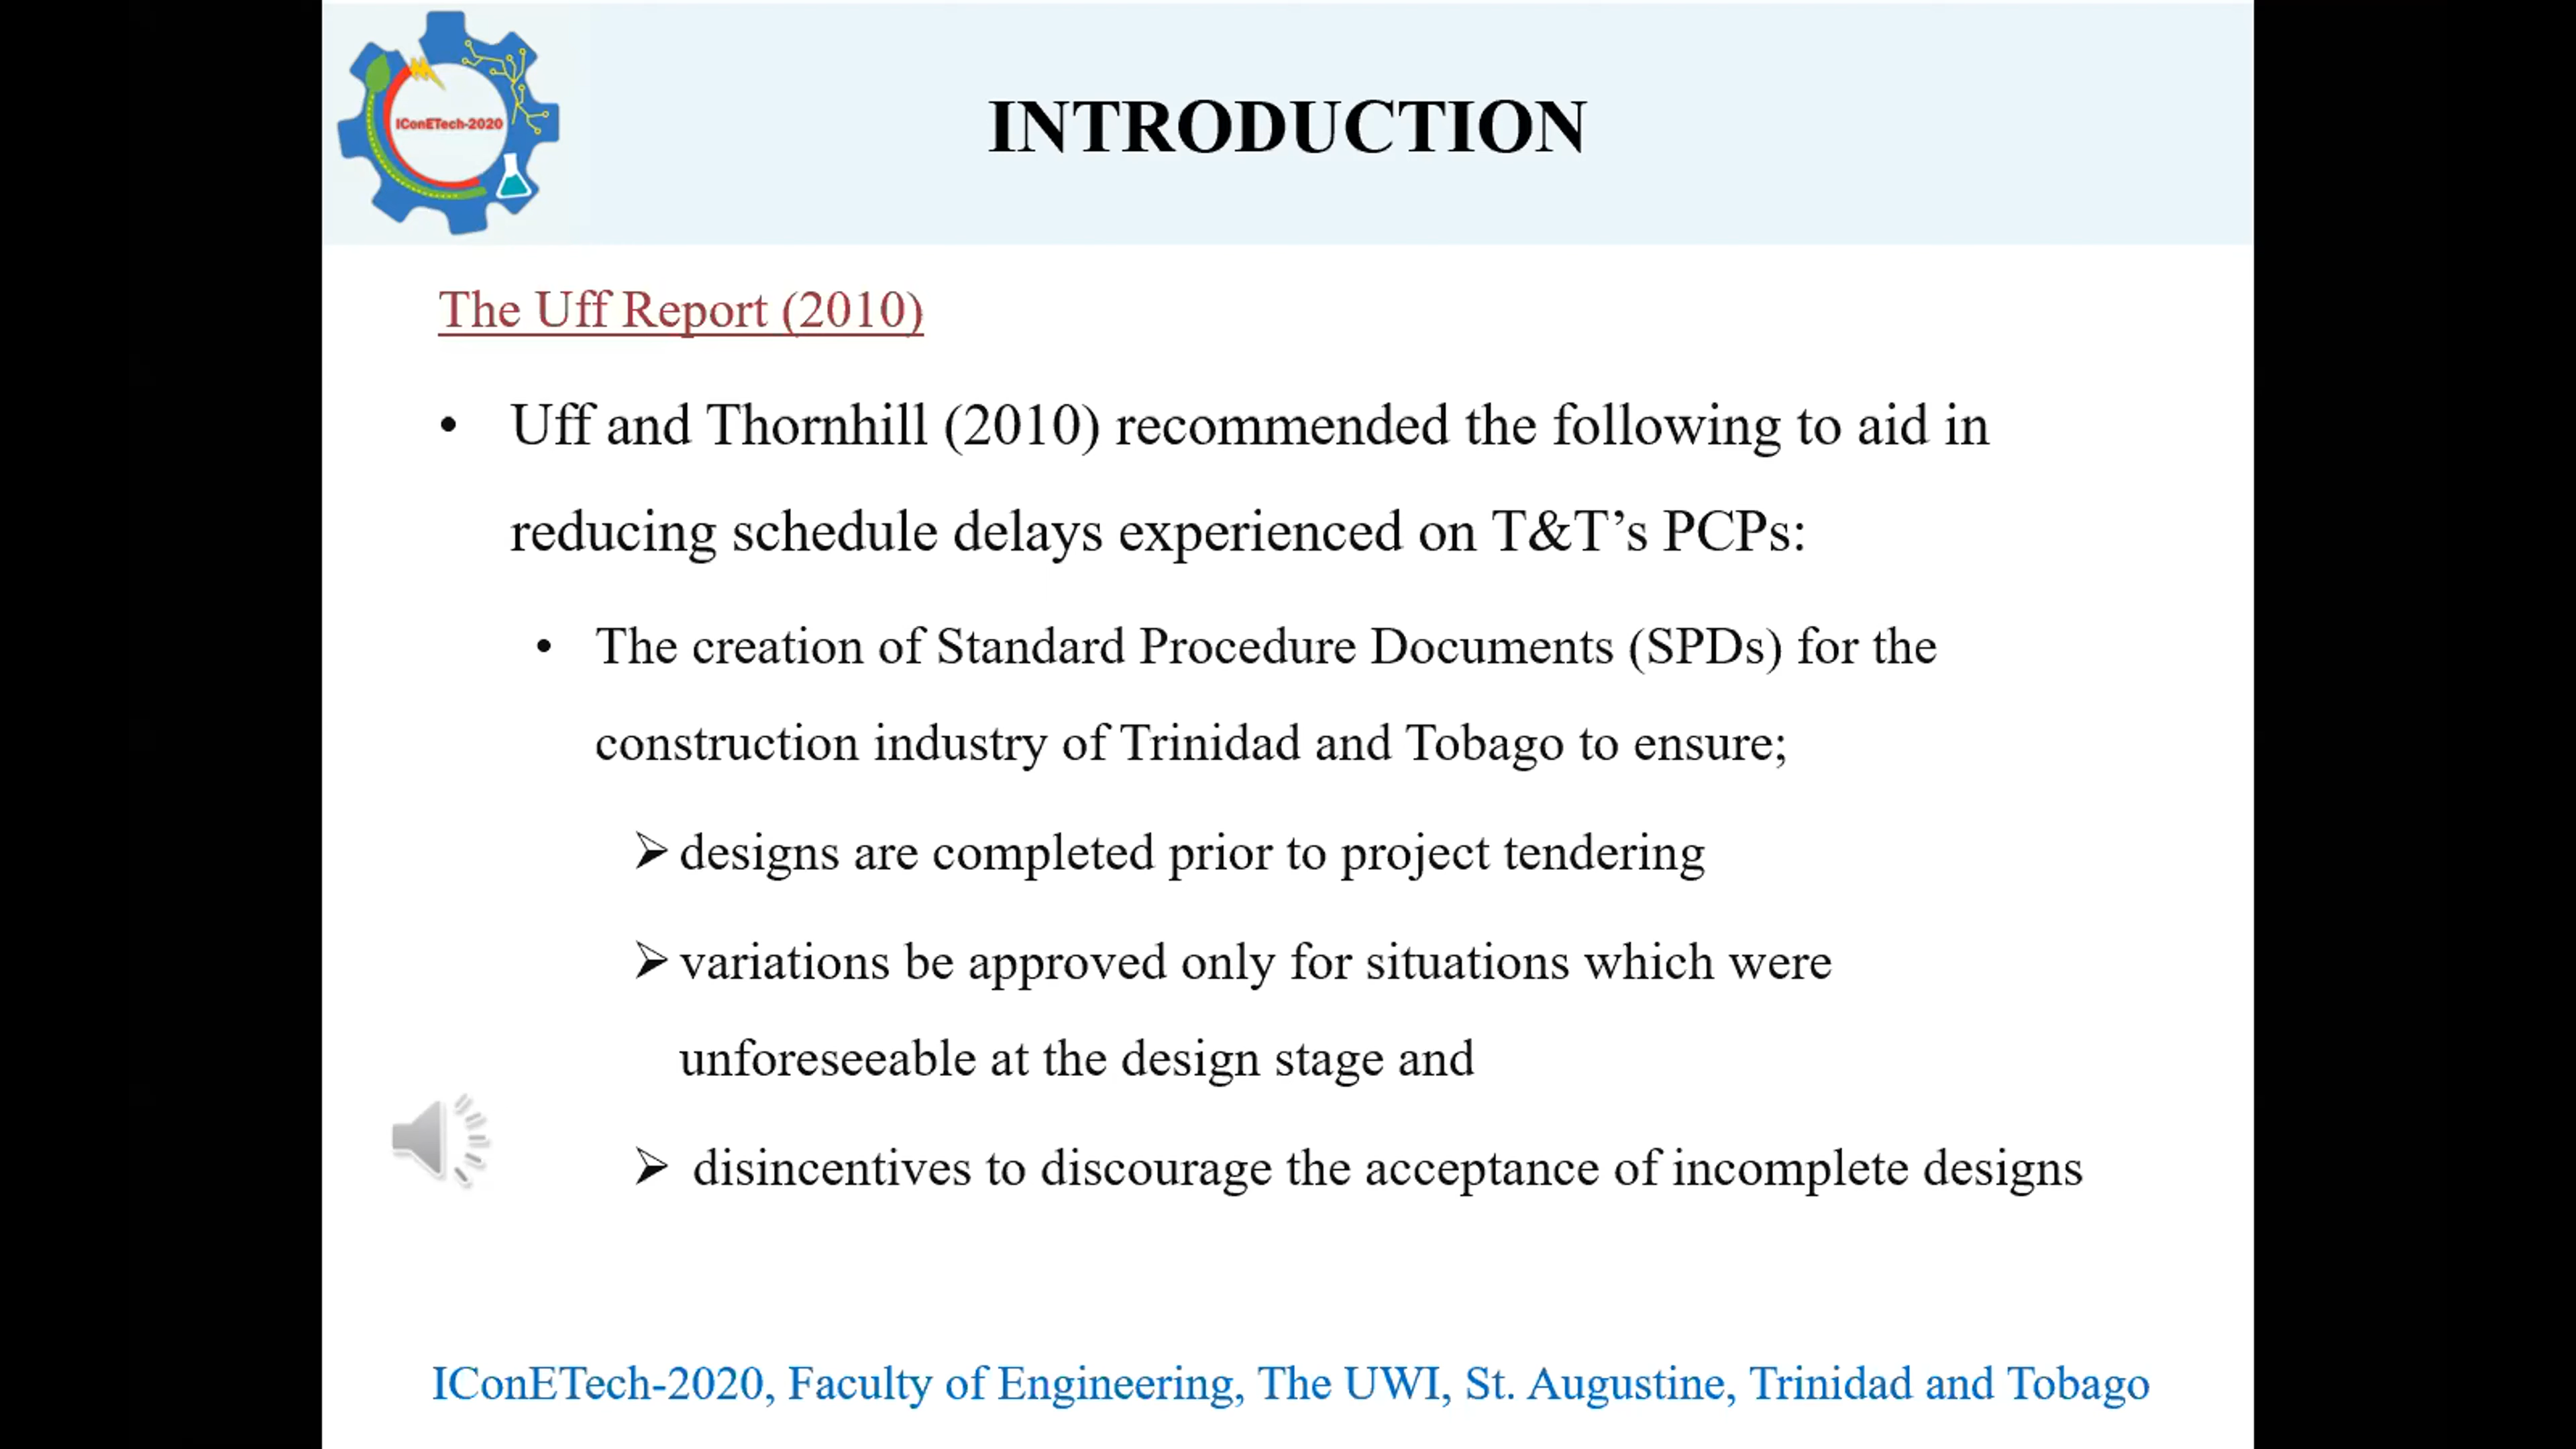 IConETech-2020
INTRODUCTION
The Uff Report (2010)
• Uff and Thornhill (2010) recommended the following to aid in
reducing schedule delays experienced on T&T’s PCPs:
• The creation of Standard Procedure Documents (SPDs) for the
construction industry of Trinidad and Tobago to ensure;
➢ designs are completed prior to project tendering
➢ variations be approved only for situations which were
unforeseeable at the design stage and
➢ disincentives to discourage the acceptance of incomplete designs
IConETech-2020, Faculty of Engineering, The UWI, St. Augustine, Trinidad and Tobago